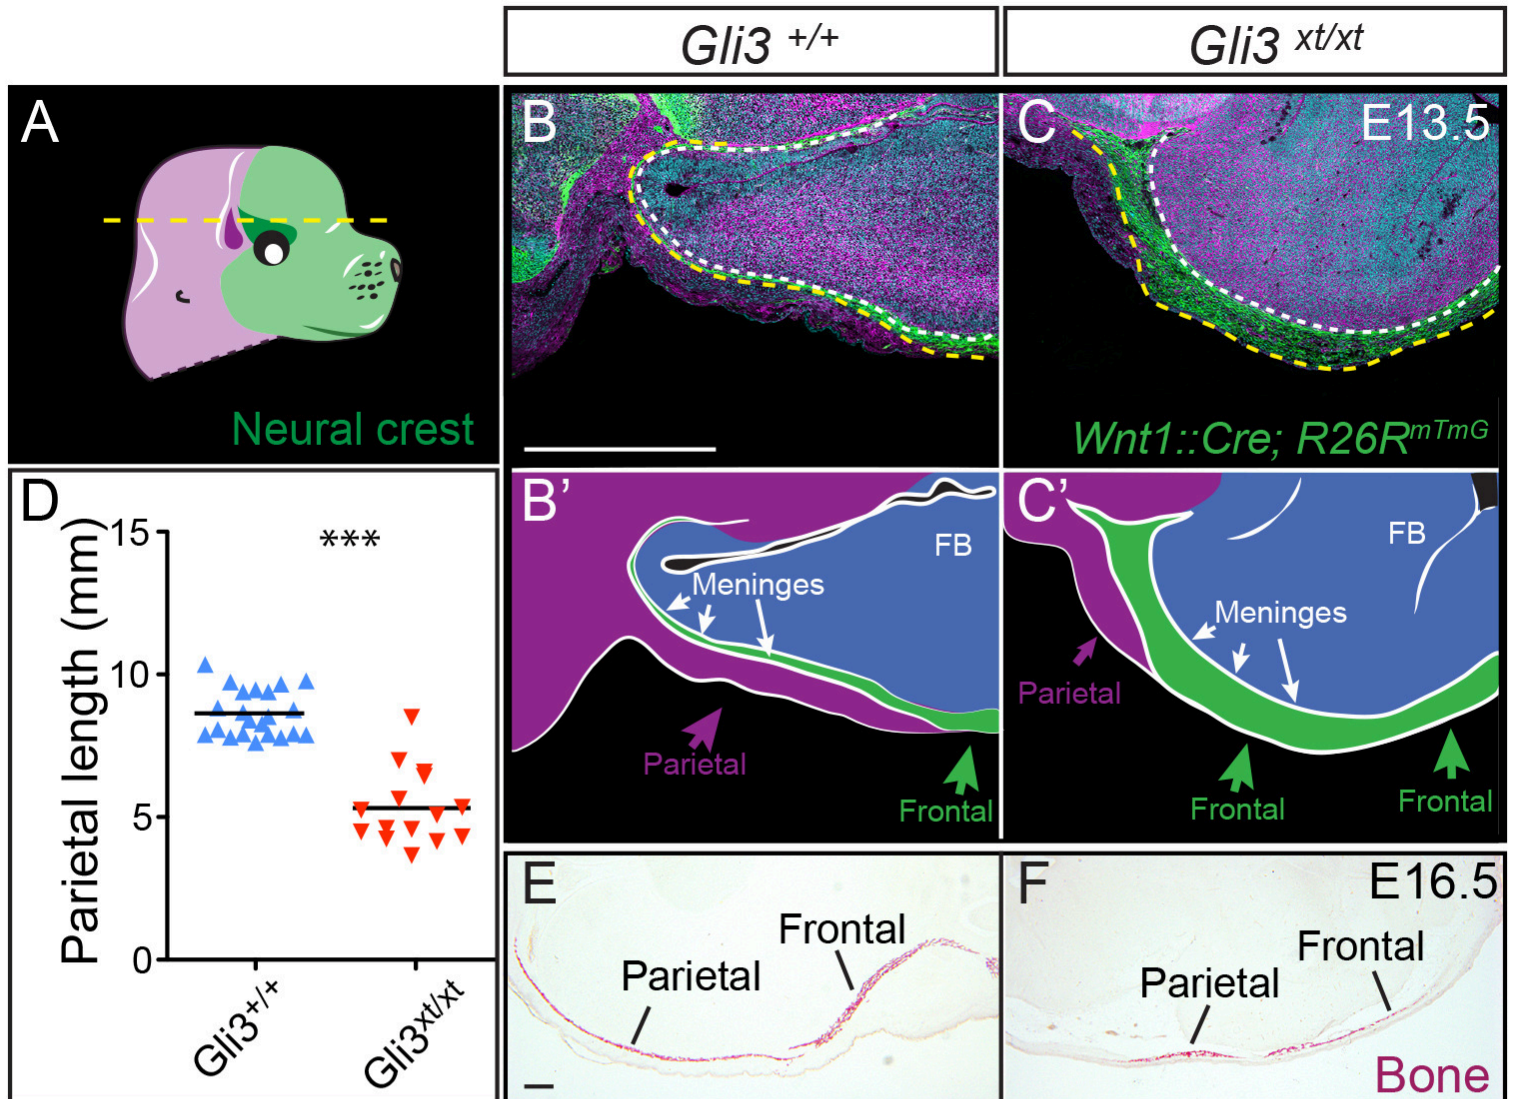 Gli3 +/+
Gli3 xt/xt
A
Neural crest
B
C
E13.5
Wnt1::Cre; R26R mTmG
D
***
Parietal length (mm)
15
10
5
0
Gli3+/+
Gli3xt/xt
B’
FB
Meninges
Parietal
Frontal
C’
FB
Meninges
Parietal
Frontal
Frontal
E
Frontal
Parietal
F
E16.5
Frontal
Parietal
Bone